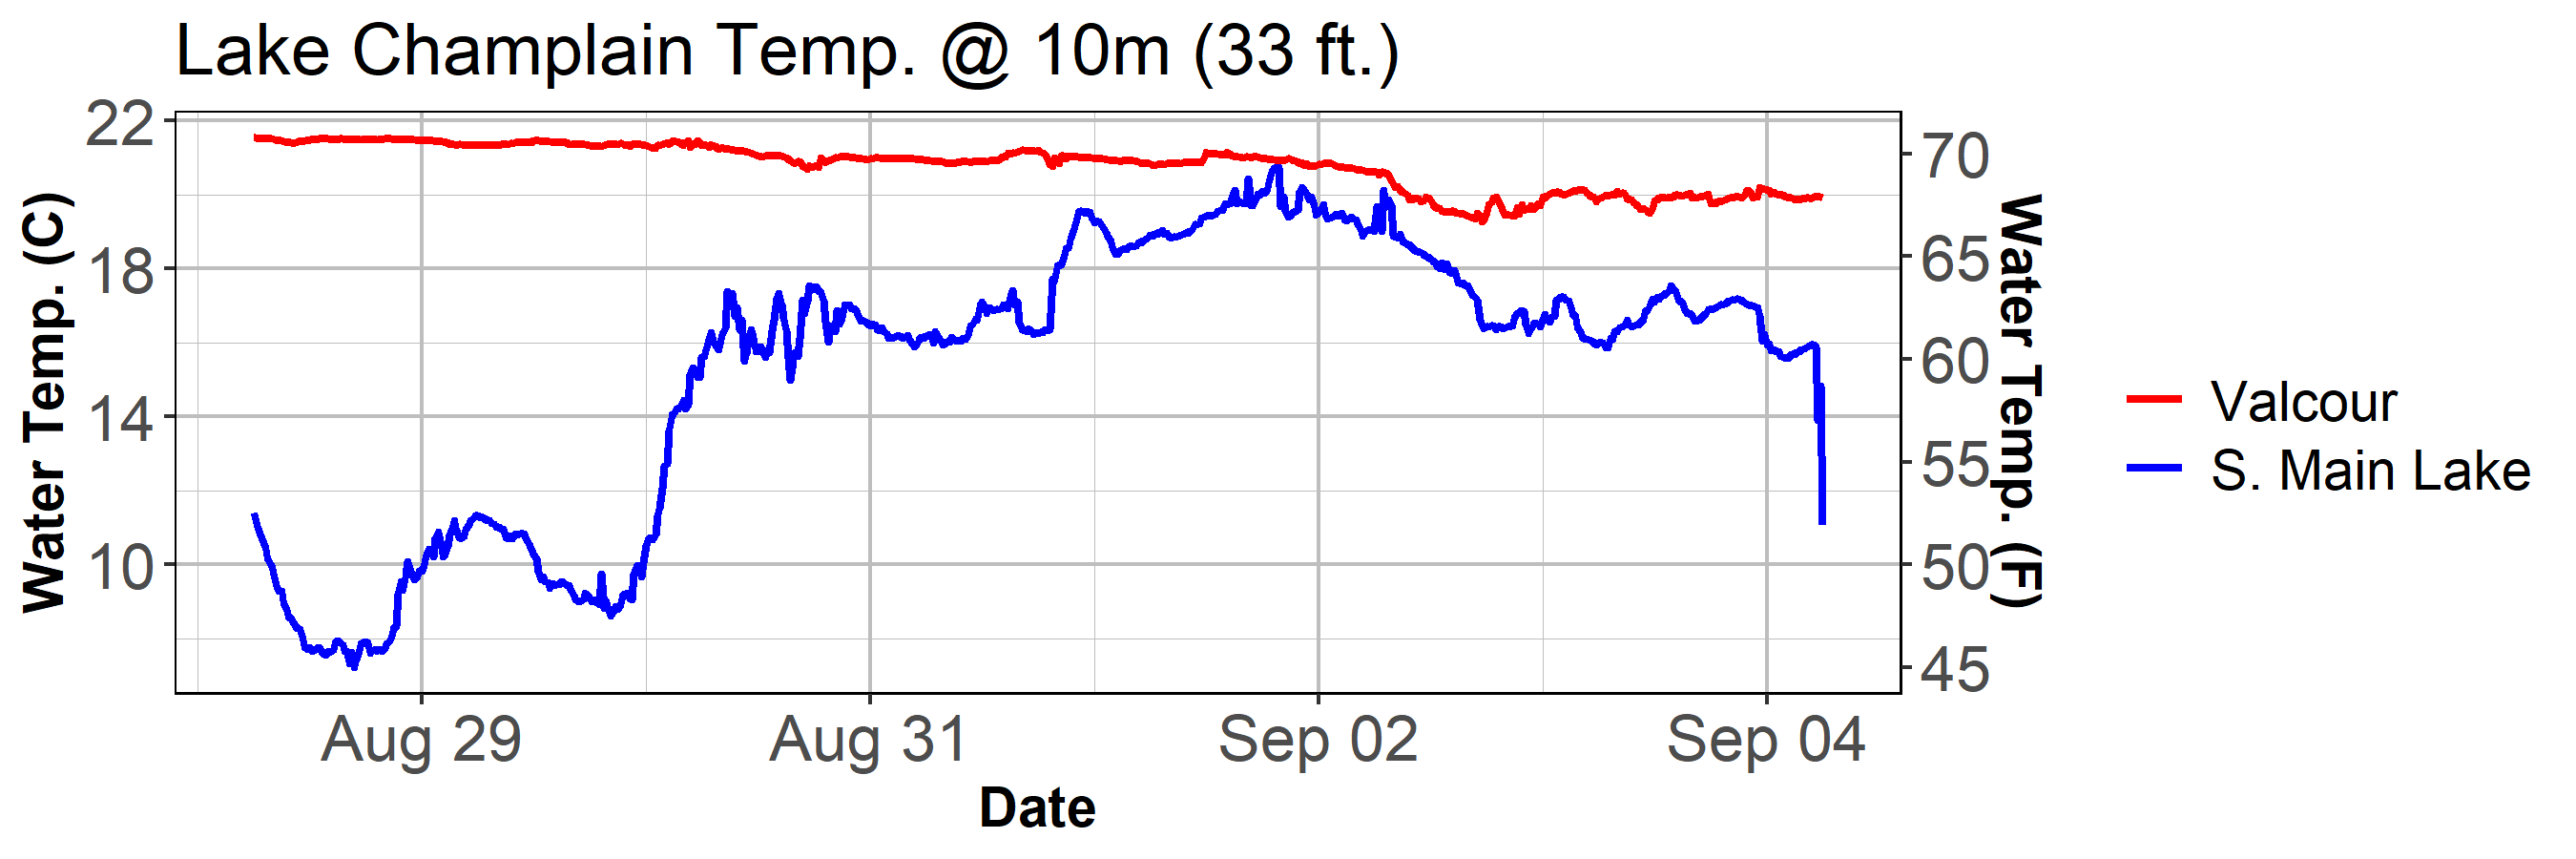 Lake Champlain Temp. @ 10m (33 ft.)
Water Temp. (C)
22
18
14
10
70
65
60
55
50
45
Water Temp. (F)
Aug 29
Aug 31
Sep 02
Sep 04
Date
Valcour
S. Main Lake